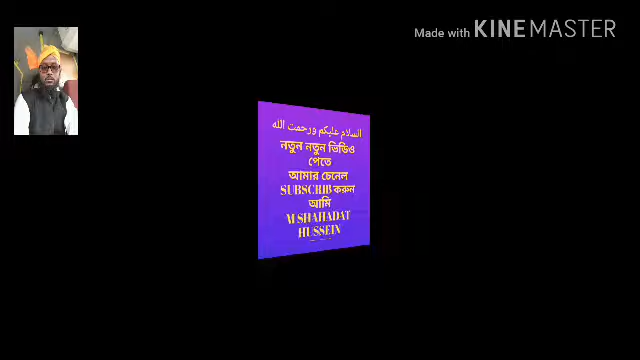 Made with KINEMASTER
السلام عليكم ورحمت الله
নতুন নতুন ভিডিও
পেতে
আমার চেনেল
SUBSCRIB করুন
আমি
M SHAHADAT
HUSSEIN